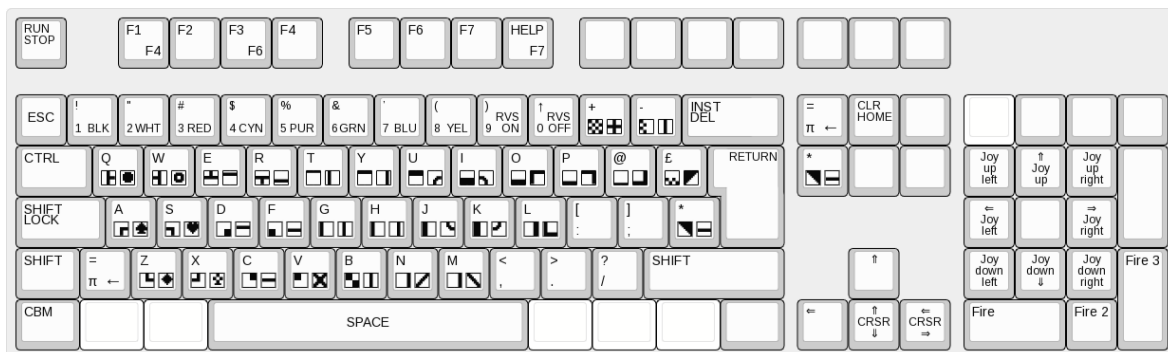 RUN STOP
F1 F4
F2
F3 F6
F4
F5
F6
F7
HELP F7
ESC
! 1 BLK
" 2 WHT
# 3 RED
$ 4 CYN
% 5 PUR
& 6 GRN
' 7 BLU
( 8 YEL
) 9 RVS ON
↑ 0 RVS OFF
+
-
INST DEL
= π ←
CLR HOME
CTRL
Q
W
E
R
T
Y
U
I
O
P
@
£
RETURN
*
Joy up left
⇑ Joy up
Joy up right
SHIFT LOCK
A
S
D
F
G
H
J
K
L
[ :
] ;
*
⇐ Joy left
⇒ Joy right
SHIFT
= π ←
Z
X
C
V
B
N
M
< ,
> .
? /
SHIFT
⇑
Joy down left
Joy down ⇓
Joy down right
Fire 3
CBM
SPACE
⇐
⇑ CRSR ⇓
⇐ CRSR ⇒
Fire
Fire 2